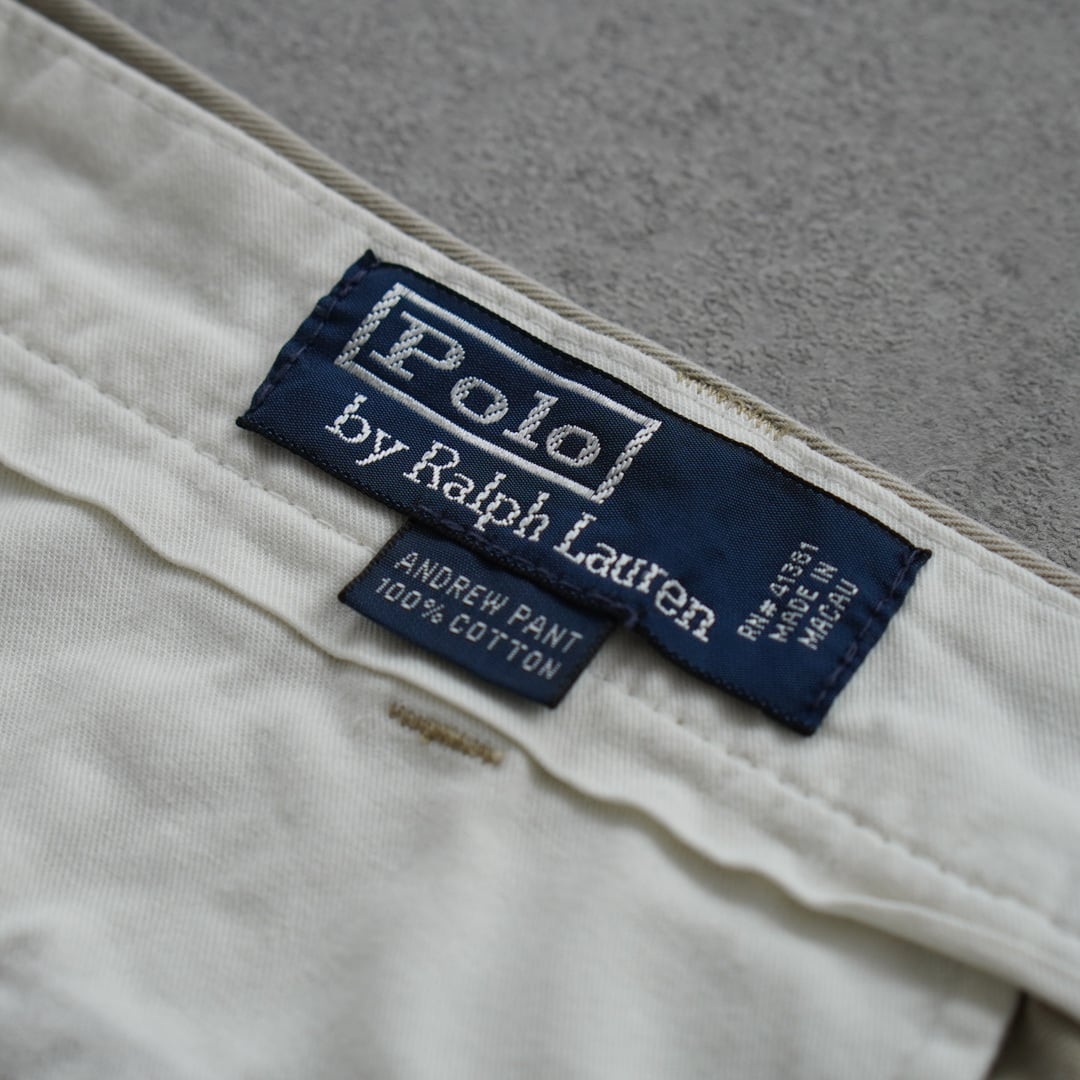 Polo
by Ralph Lauren
RN# 41381
MADE IN
MACAU
ANDREW PANT
100% COTTON